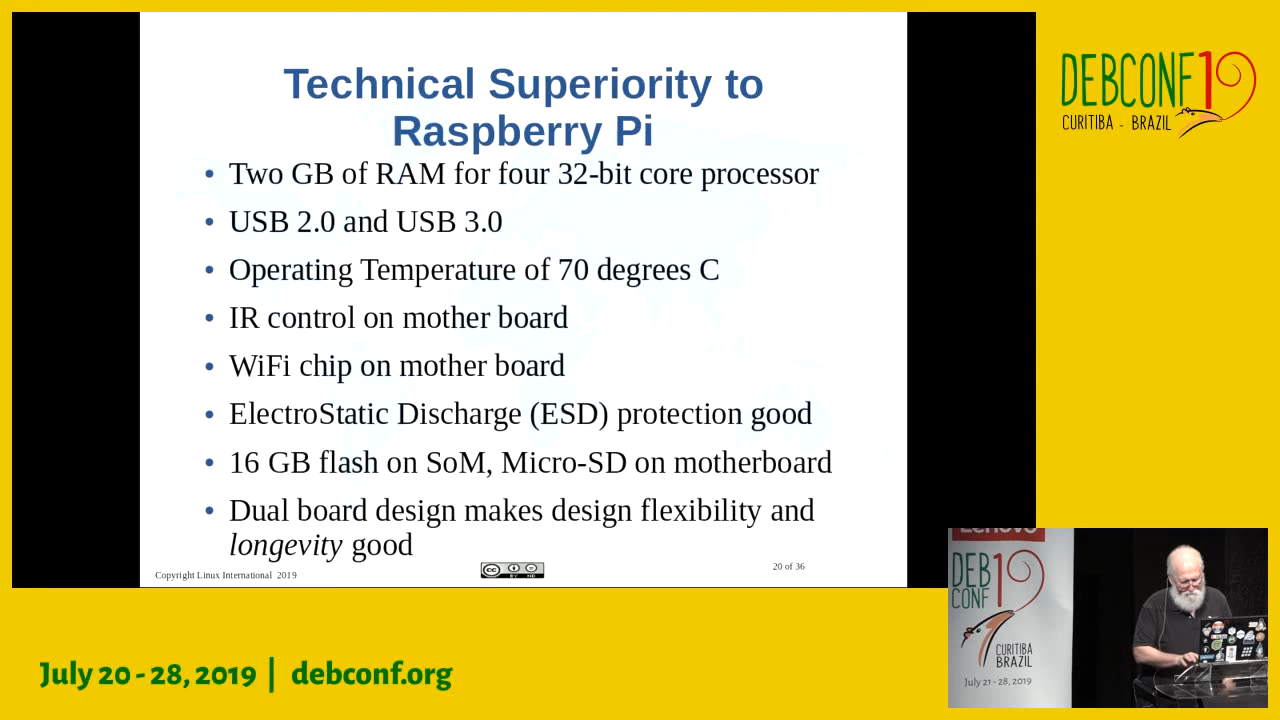 Technical Superiority to
Raspberry Pi
• Two GB of RAM for four 32-bit core processor
• USB 2.0 and USB 3.0
• Operating Temperature of 70 degrees C
• IR control on mother board
• WiFi chip on mother board
• ElectroStatic Discharge (ESD) protection good
• 16 GB flash on SoM, Micro-SD on motherboard
• Dual board design makes design flexibility and
longevity good
Copyright Linux International 2019
CC BY ND
20 of 36
DEBCONF19
CURITIBA - BRAZIL
Lenovo
DEB
CONF 19
CURITIBA
BRAZIL
July 21 - 28, 2019
July 20 - 28, 2019 | debconf.org